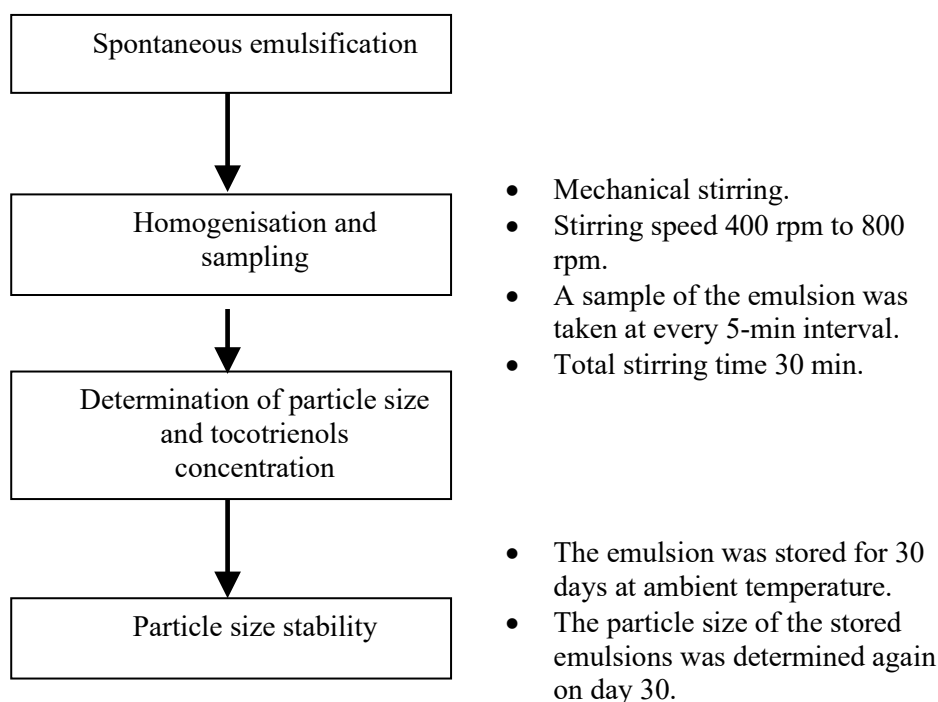 Spontaneous emulsification
Homogenisation and
sampling
• Mechanical stirring.
• Stirring speed 400 rpm to 800
rpm.
• A sample of the emulsion was
taken at every 5-min interval.
• Total stirring time 30 min.
Determination of particle size
and tocotrienols
concentration
Particle size stability
• The emulsion was stored for 30
days at ambient temperature.
• The particle size of the stored
emulsions was determined again
on day 30.